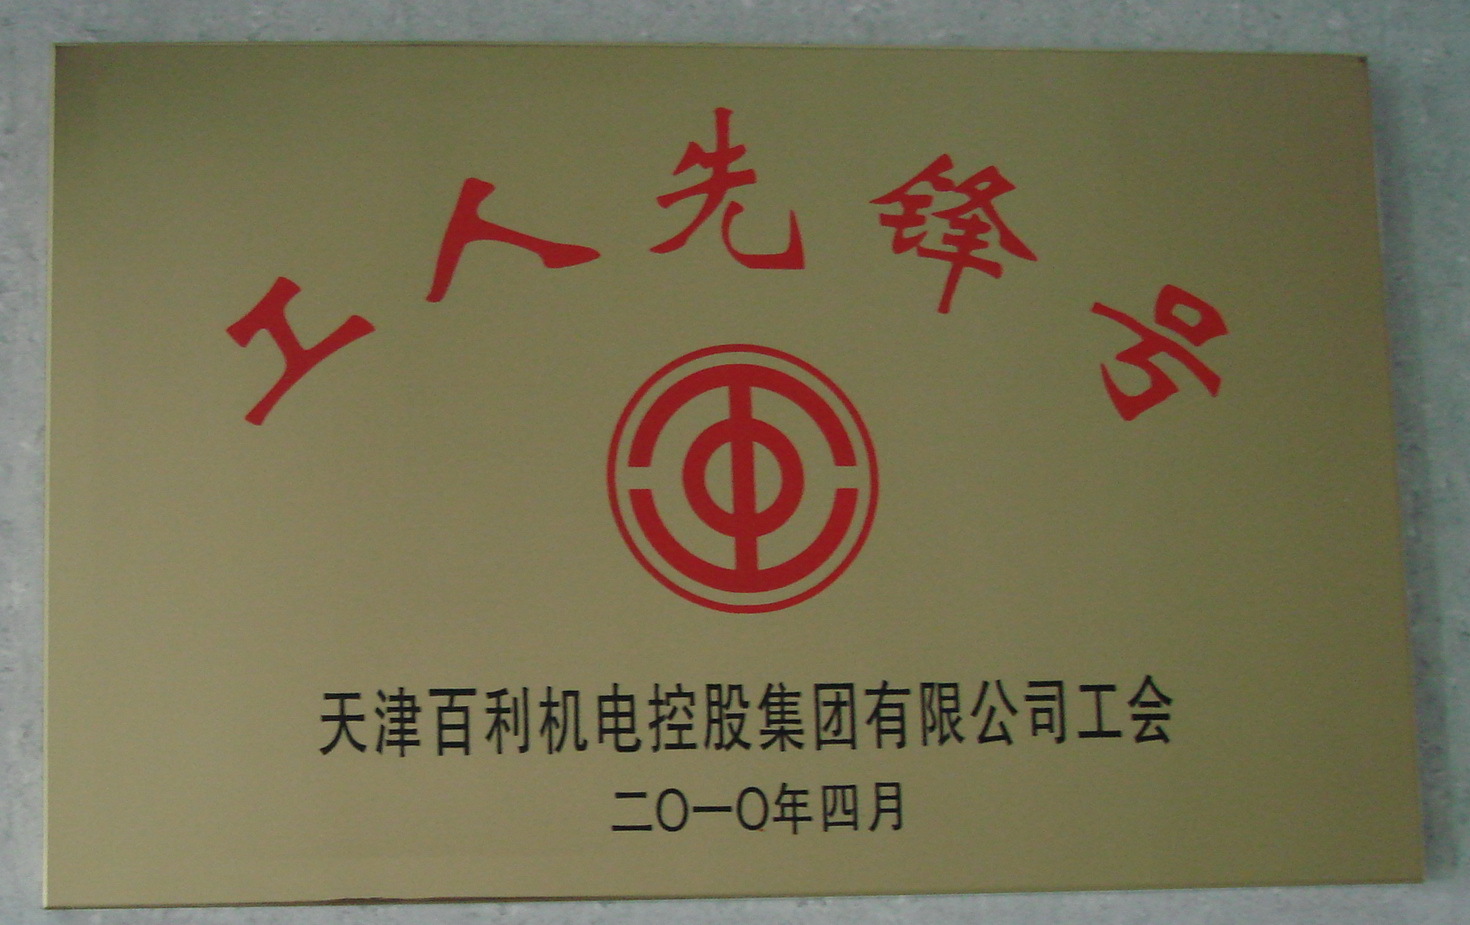 工人先锋号
天津百利机电控股集团有限公司工会
二〇一〇年四月